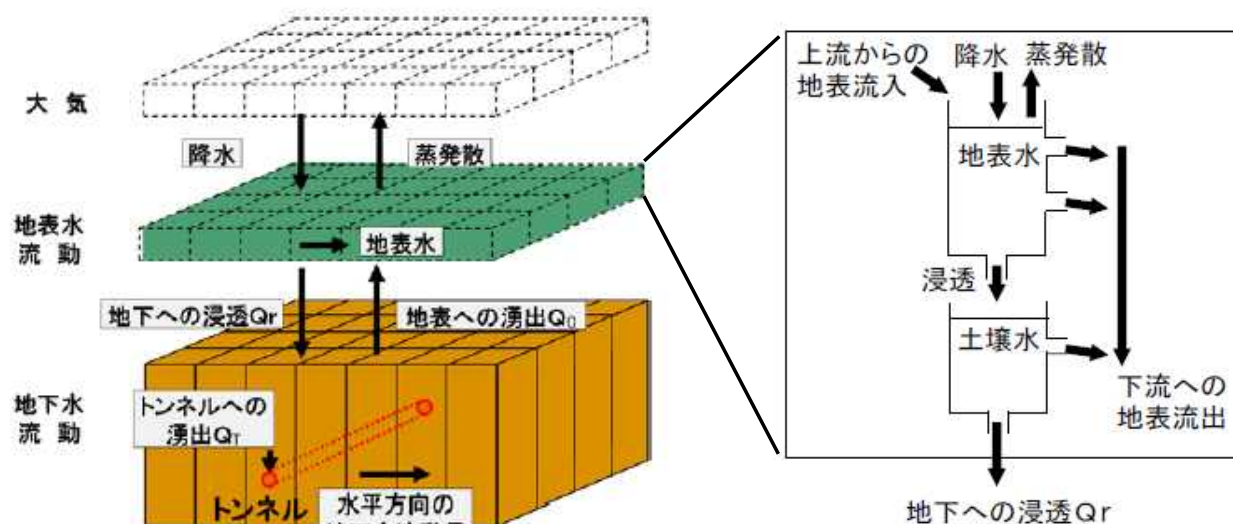 大 気
降水
蒸発散
地表水
流 動
地表水
地下への浸透Qr
地表への湧出Q₀
地下水
流 動
トンネルへの
湧出Q_T
トンネル
水平方向の
上流からの
地表流入
降水
蒸発散
地表水
浸透
土壌水
下流への
地表流出
地下への浸透Qr